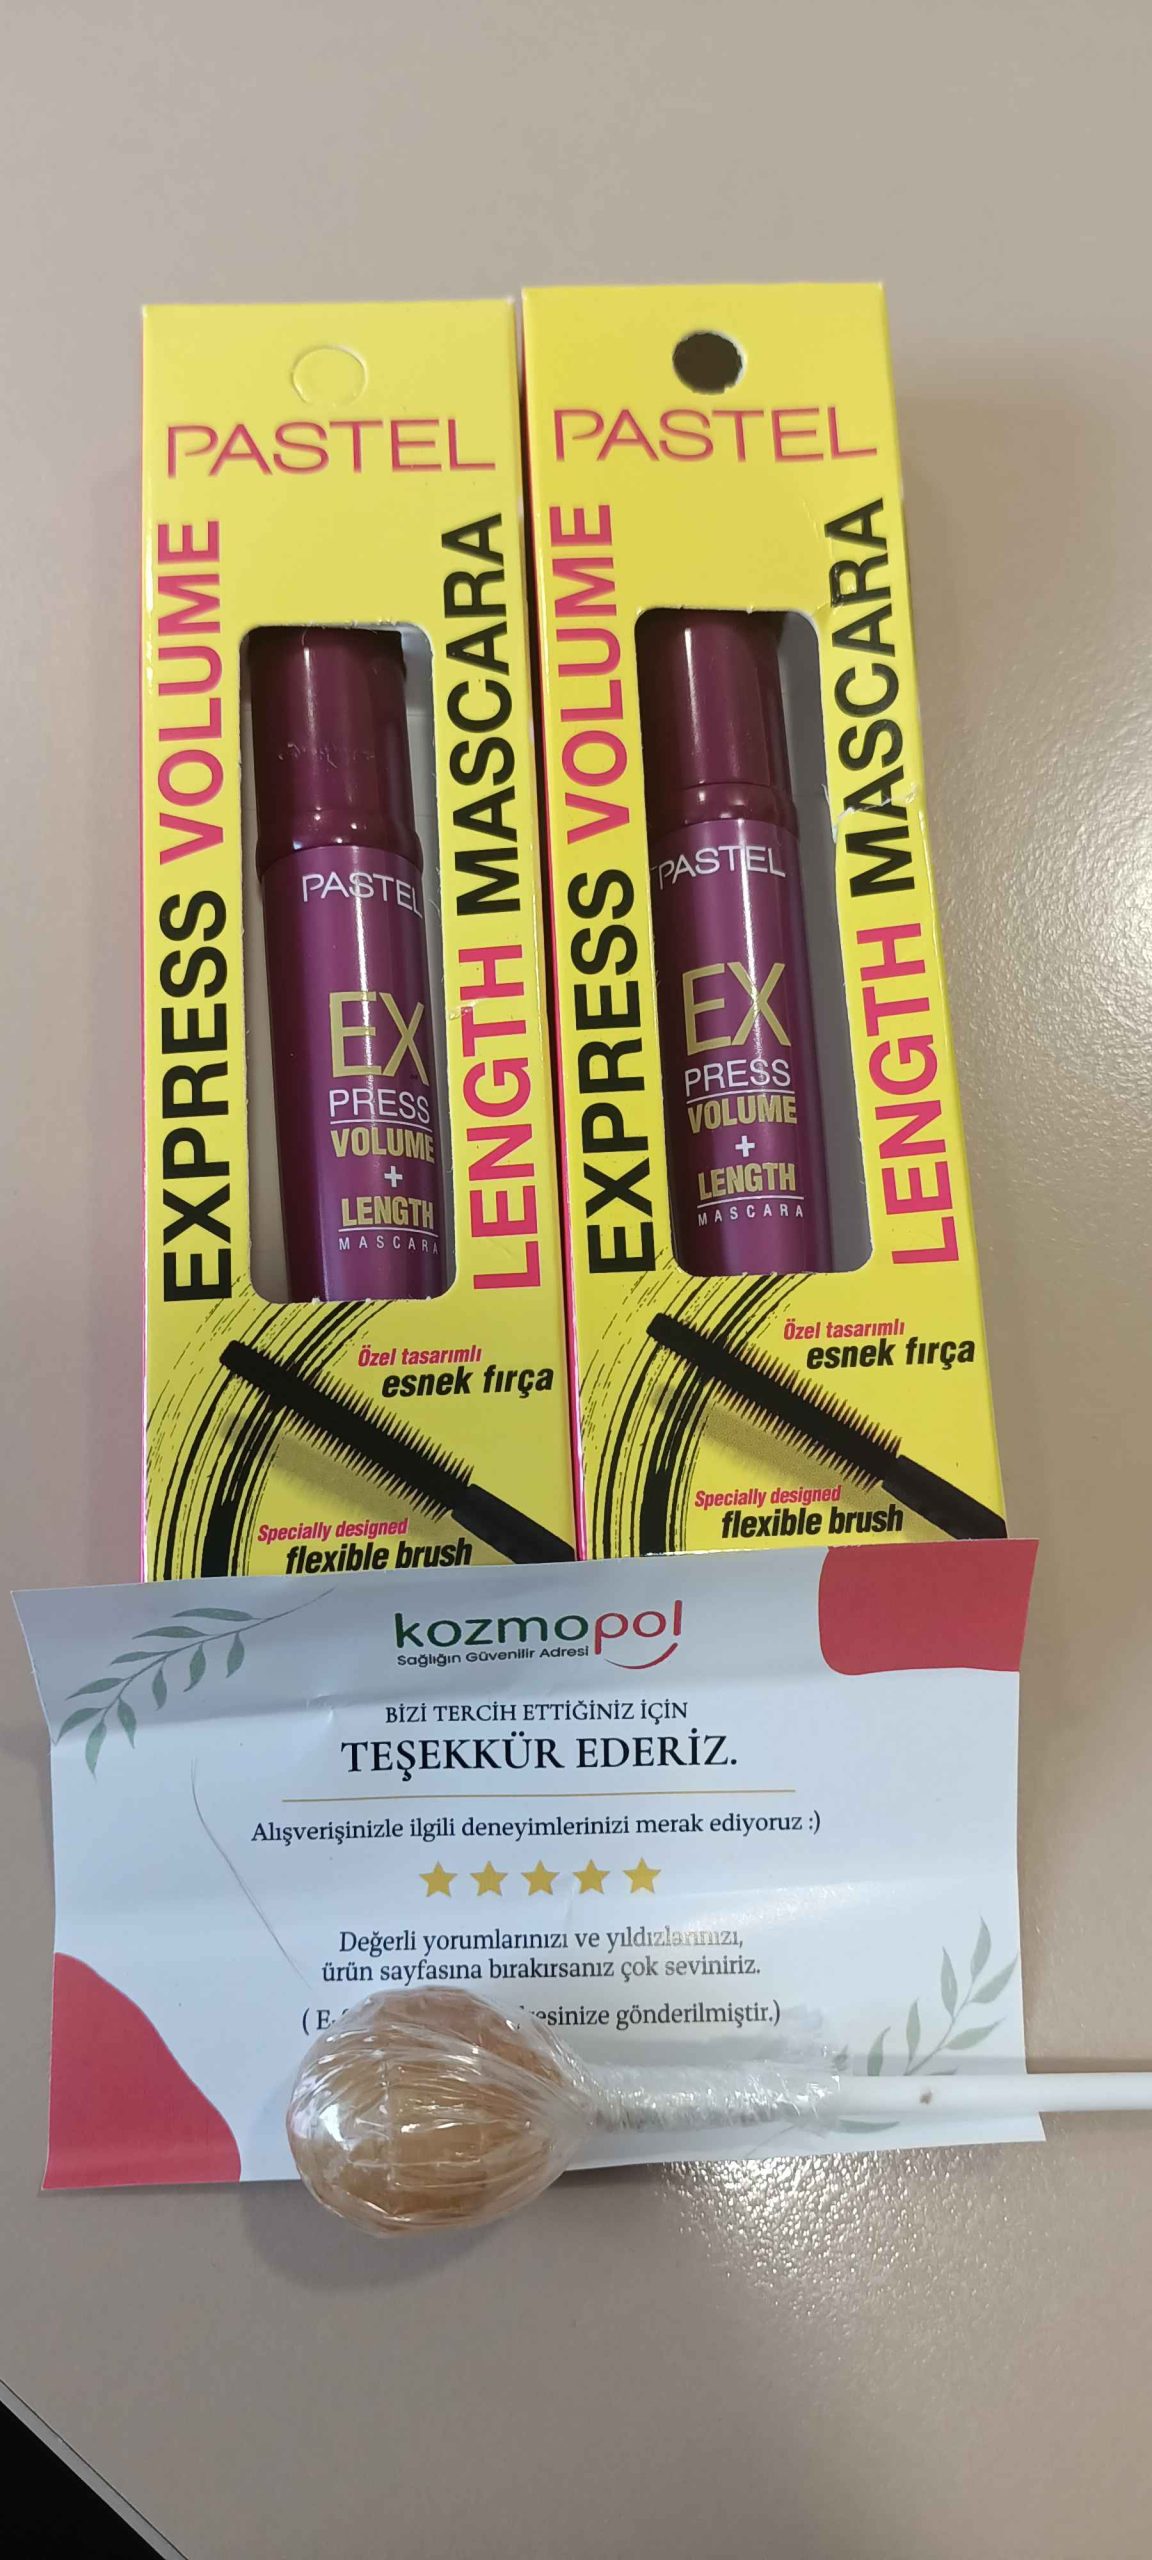 PASTEL
EXPRESS VOLUME
LENGTH MASCARA
PASTEL
EX
PRESS
VOLUME
+
LENGTH
MASCARA
Özel tasarımlı
esnek fırça
Specially designed
flexible brush
PASTEL
EXPRESS VOLUME
LENGTH MASCARA
PASTEL
EX
PRESS
VOLUME
+
LENGTH
MASCARA
Özel tasarımlı
esnek fırça
Specially designed
flexible brush
kozmopol
Sağlığın Güvenilir Adresi
BİZİ TERCİH ETTİĞİNİZ İÇİN
TEŞEKKÜR EDERİZ.
Alışverişinizle ilgili deneyimlerinizi merak ediyoruz :)
Değerli yorumlarınızı ve yıldızlarınızı,
ürün sayfasına bırakırsanız çok seviniriz.
gönderilmiştir.)